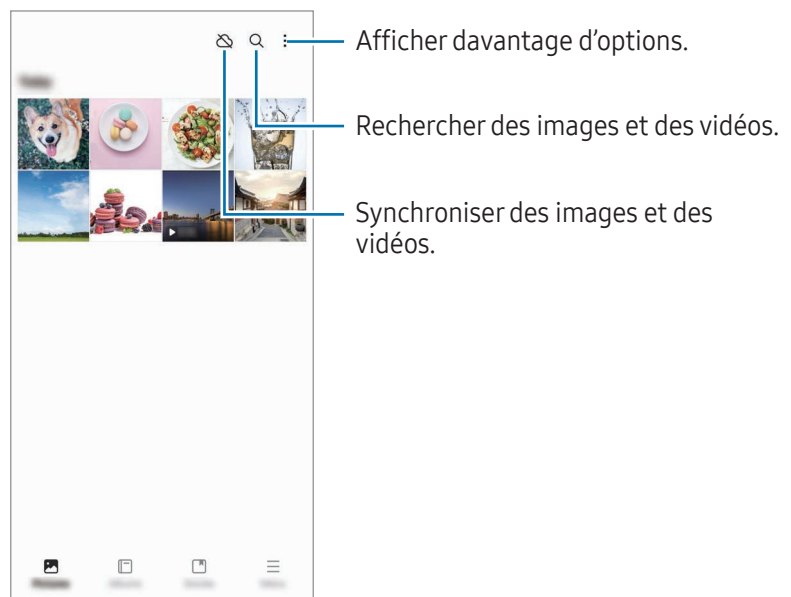 Afficher davantage d'options.
Rechercher des images et des vidéos.
Synchroniser des images et des
vidéos.